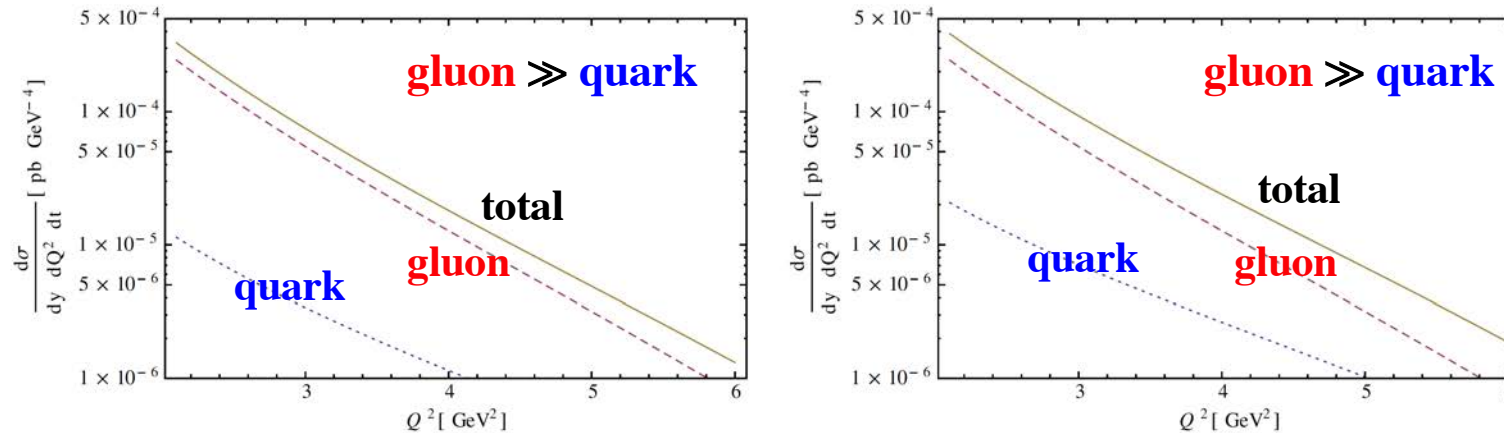 5 × 10⁻⁴
1 × 10⁻⁴
5 × 10⁻⁵
1 × 10⁻⁵
5 × 10⁻⁶
1 × 10⁻⁶
dσ
dy dQ² dt
[ pb GeV⁻⁴]
gluon ≫ quark
total
gluon
quark
3 4 5 6
Q² [ GeV²]
5 × 10⁻⁴
1 × 10⁻⁴
5 × 10⁻⁵
1 × 10⁻⁵
5 × 10⁻⁶
1 × 10⁻⁶
dσ
dy dQ² dt
[ pb GeV⁻⁴]
gluon ≫ quark
total
quark
gluon
3 4 5
Q² [ GeV²]